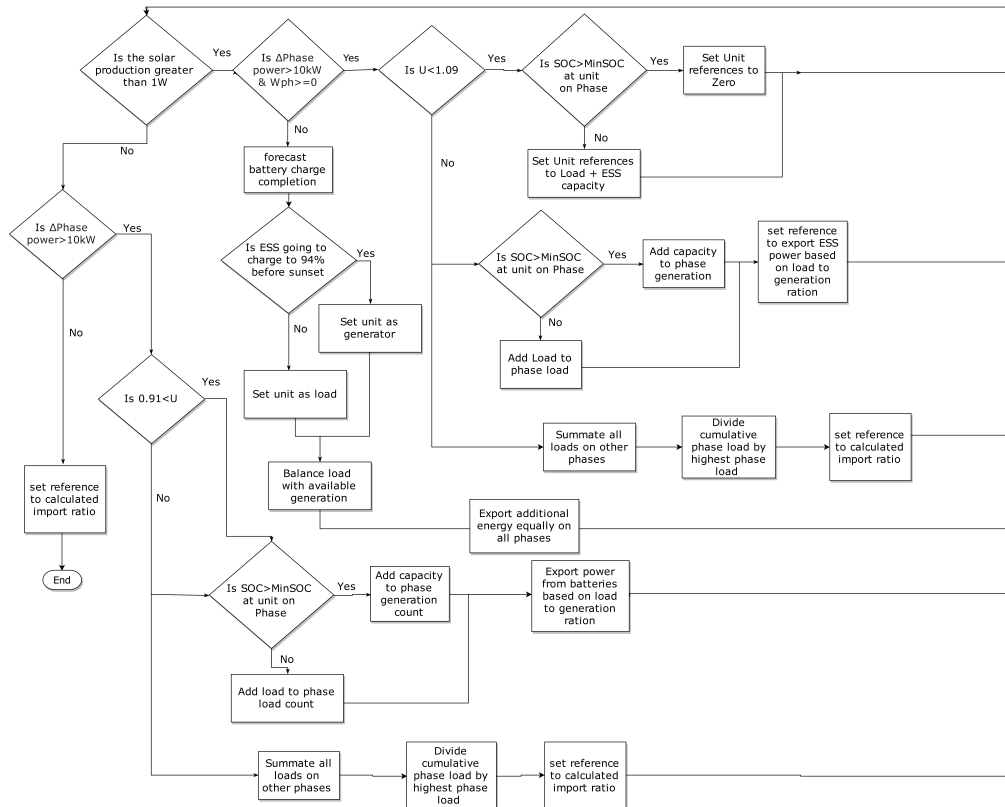 Is the solar
production greater
than 1W
Yes
Is ΔPhase
power>10kW
& Wph>=0
Yes
Is U<1.09
Yes
Is SOC>MinSOC
at unit
on Phase
Yes
Set Unit
references to
Zero
No
No
No
No
Set Unit references
to Load + ESS
capacity
forecast
battery charge
completion
Is ΔPhase
power>10kW
Yes
Is ESS going to
charge to 94%
before sunset
Yes
Is SOC>MinSOC
at unit on Phase
Yes
Add capacity
to phase
generation
set reference
to export ESS
power based on
load to
generation
ration
No
No
No
Set unit as
generator
Add Load to
phase load
Is 0.91<U
Yes
Set unit as load
Summate all
loads on other
phases
Divide
cumulative
phase load by
highest phase
load
set reference
to calculated
import ratio
set reference
to calculated
import ratio
No
Balance load
with available
generation
Export additional
energy equally on
all phases
End
Is SOC>MinSOC
at unit on
Phase
Yes
Add capacity
to phase
generation
count
Export power
from batteries
based on load
to generation
ration
No
Add load to phase
load count
Summate all
loads on
other phases
Divide
cumulative
phase load by
highest phase
load
set reference
to calculated
import ratio